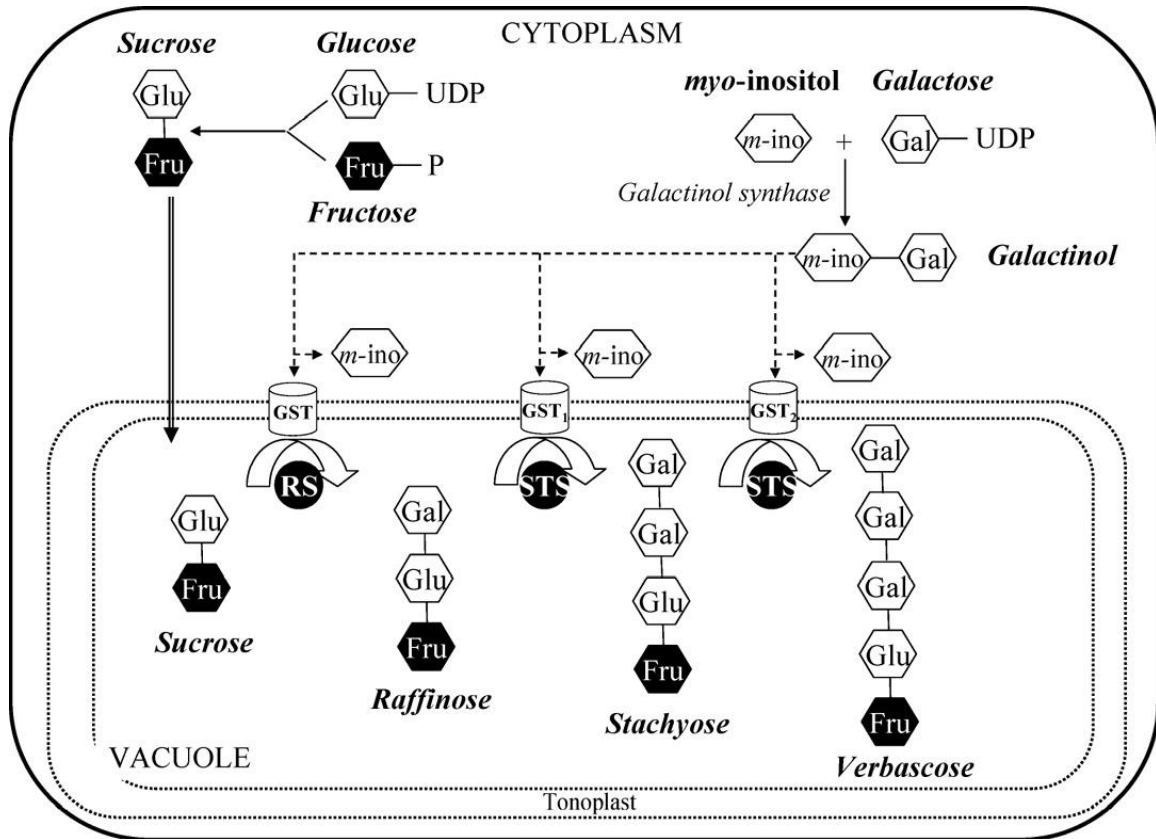 CYTOPLASM
Sucrose
Glucose
Glu
Fru
Glu
UDP
Fru
P
Fructose
myo-inositol
Galactose
m-ino
+
Gal
UDP
Galactinol synthase
m-ino
Gal
Galactinol
m-ino
m-ino
m-ino
GST
GST1
GST2
RS
STS
STS
Glu
Fru
Sucrose
Gal
Glu
Fru
Raffinose
Gal
Gal
Glu
Fru
Stachyose
Gal
Gal
Gal
Glu
Fru
Verbascose
VACUOLE
Tonoplast